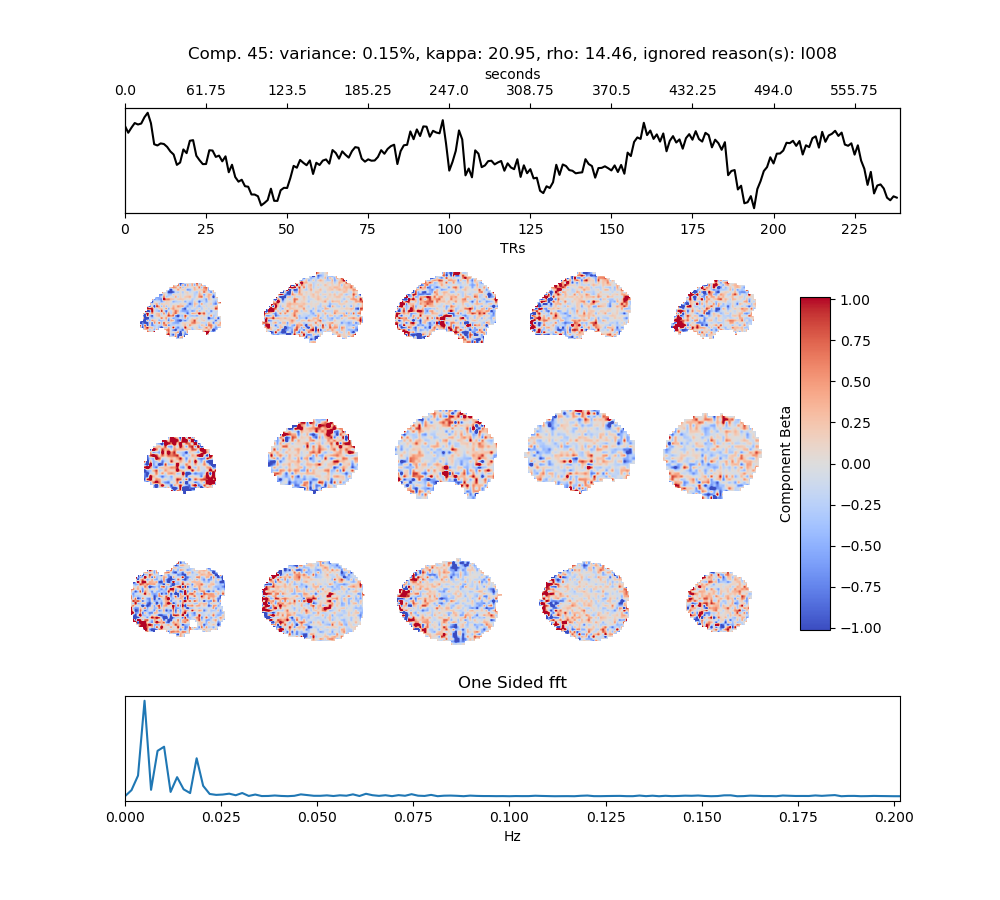 Comp. 45: variance: 0.15%, kappa: 20.95, rho: 14.46, ignored reason(s): I008
seconds
0.0 61.75 123.5 185.25 247.0 308.75 370.5 432.25 494.0 555.75
0 25 50 75 100 125 150 175 200 225
TRs
1.00
0.75
0.50
0.25
0.00
−0.25
−0.50
−0.75
−1.00
Component Beta
One Sided fft
0.000 0.025 0.050 0.075 0.100 0.125 0.150 0.175 0.200
Hz